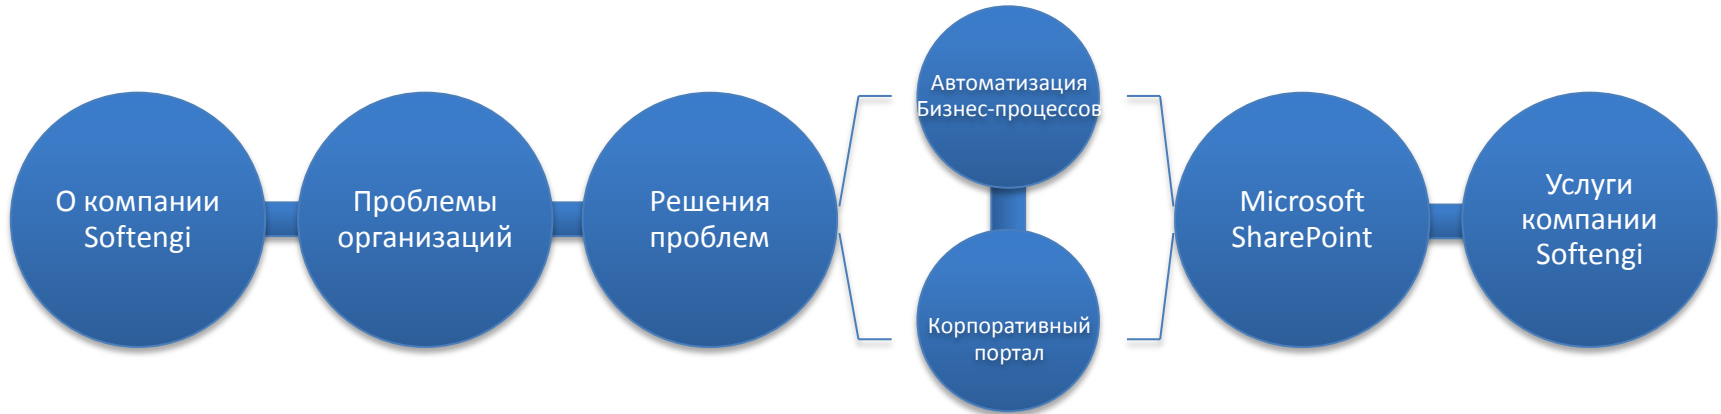 О компании
Softengi
Проблемы
организаций
Решения
проблем
Автоматизация
Бизнес-процессов
Корпоративный
портал
Microsoft
SharePoint
Услуги
компании
Softengi